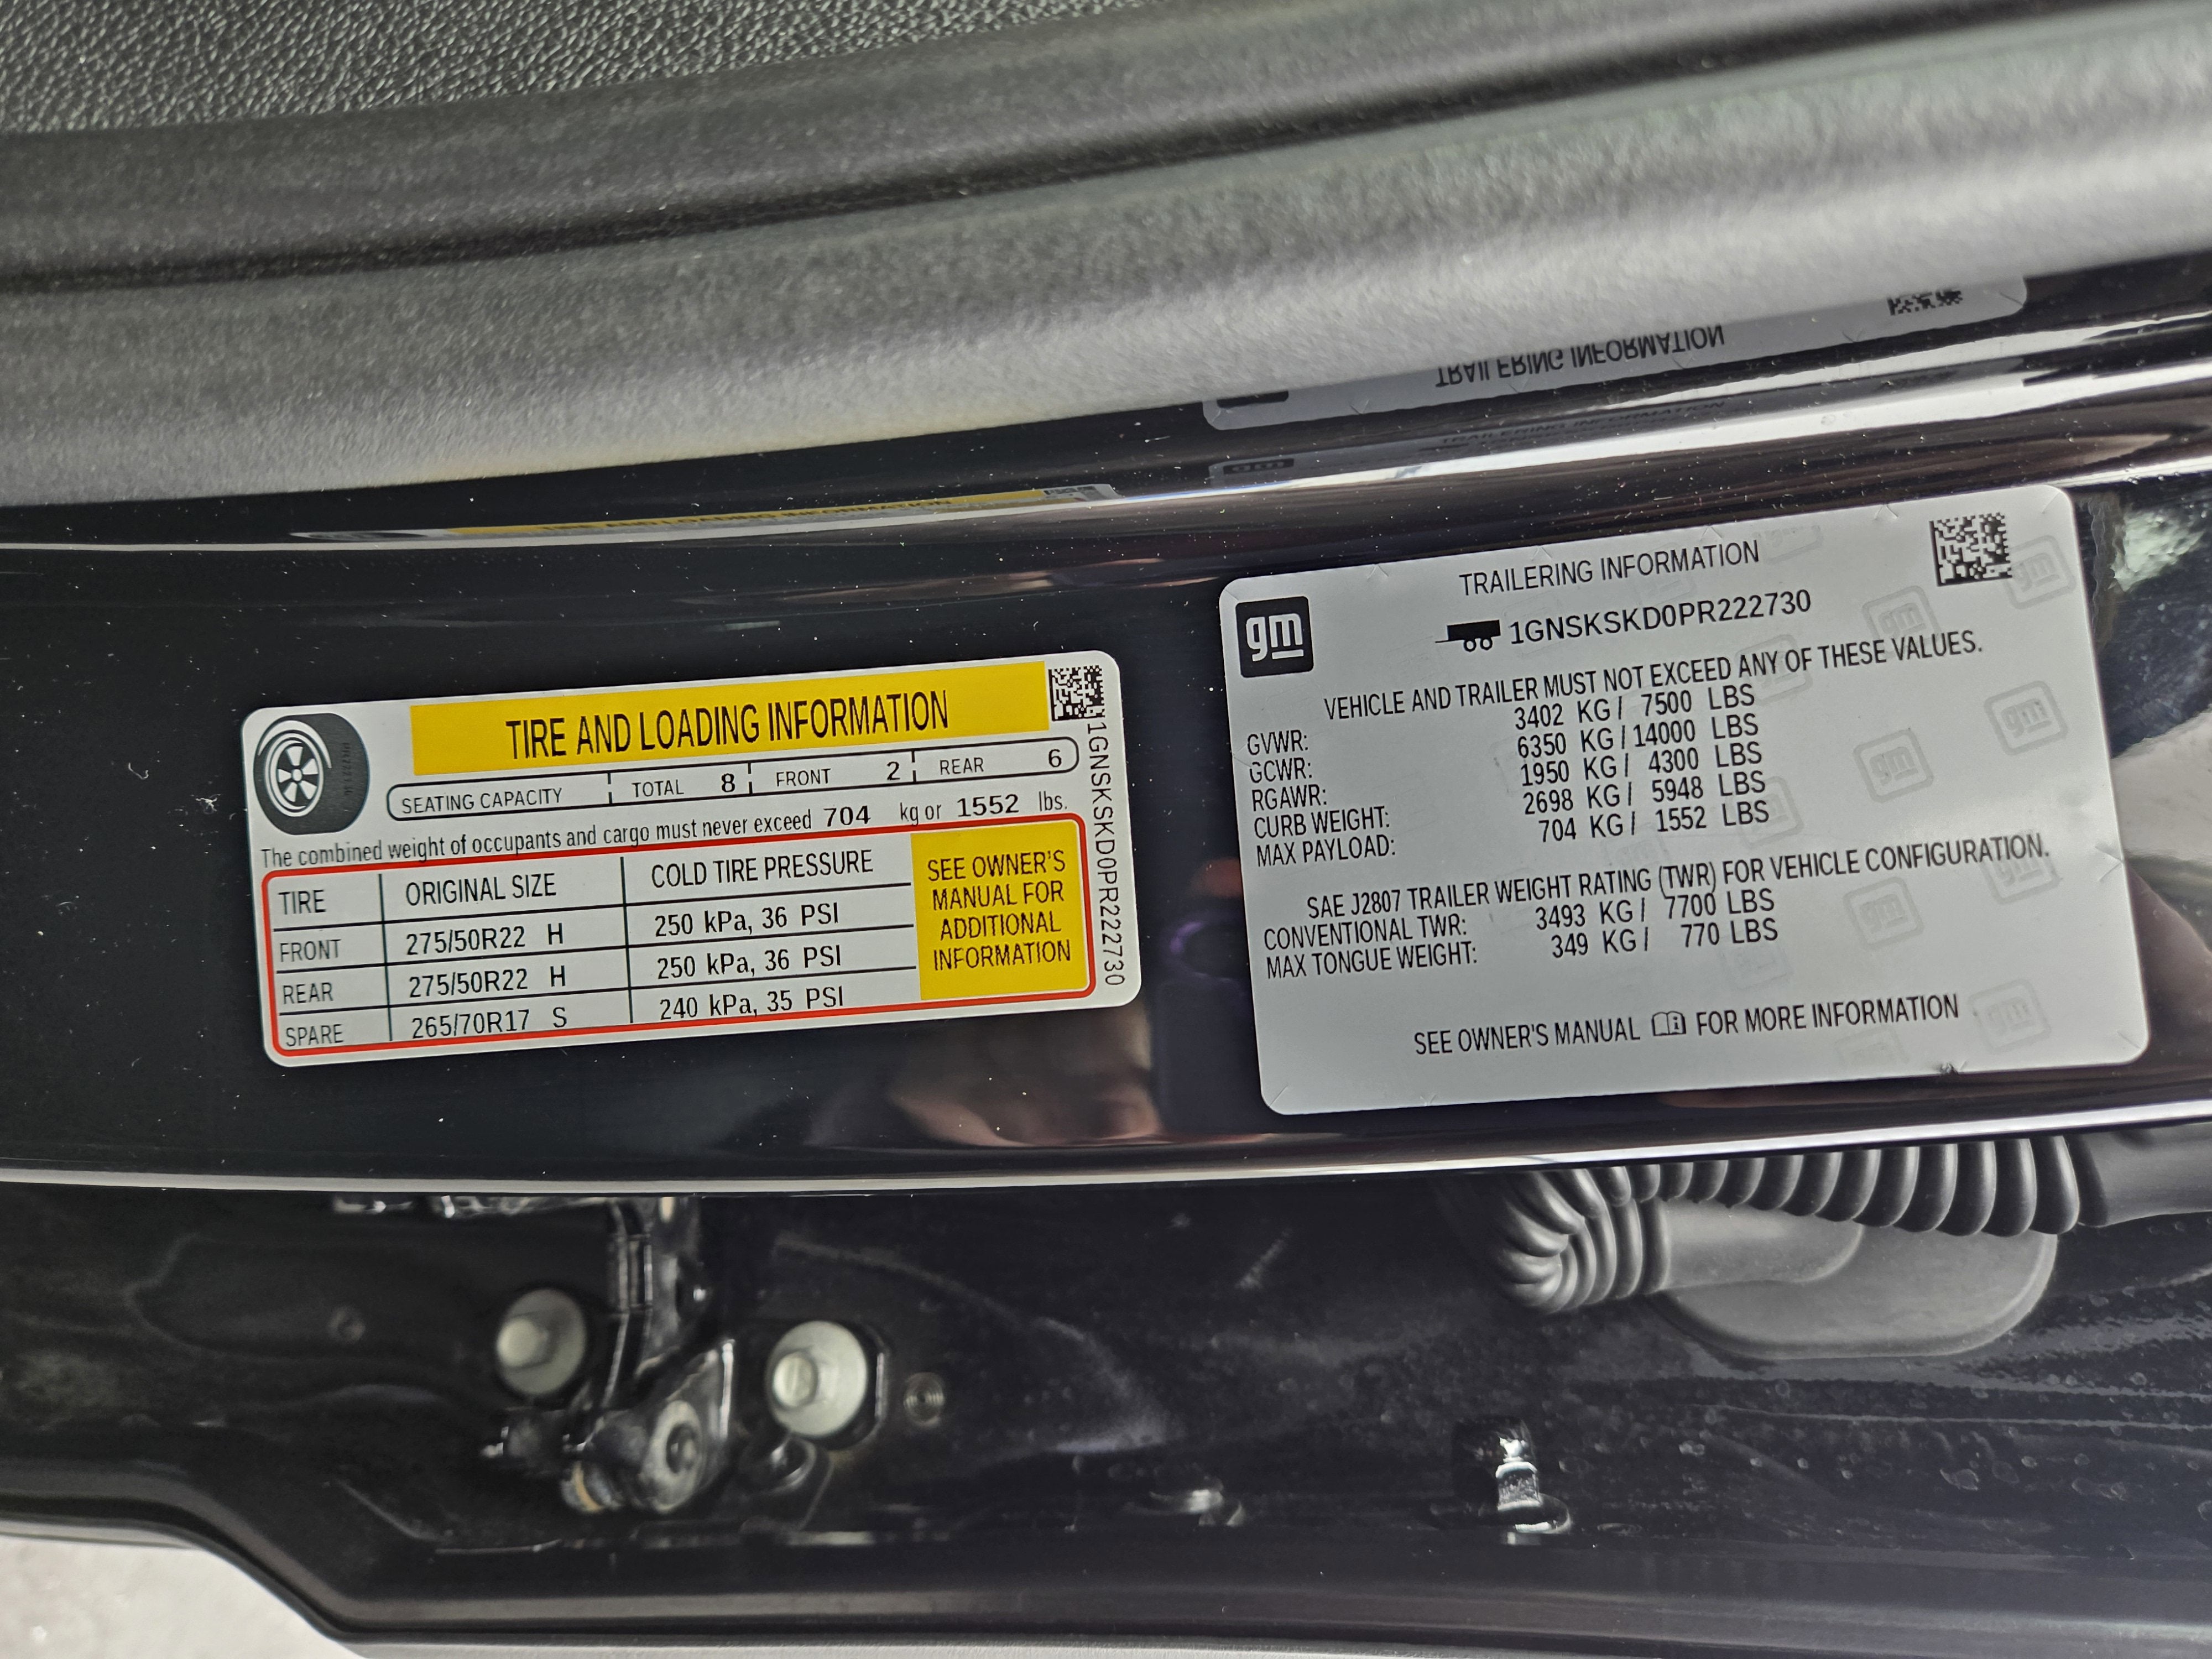 TIRE AND LOADING INFORMATION
SEATING CAPACITY TOTAL 8 FRONT 2 REAR 6
The combined weight of occupants and cargo must never exceed 704 kg or 1552 lbs.
TIRE ORIGINAL SIZE COLD TIRE PRESSURE
FRONT 275/50R22 H 250 kPa, 36 PSI
REAR 275/50R22 H 250 kPa, 36 PSI
SPARE 265/70R17 S 240 kPa, 35 PSI
SEE OWNER'S
MANUAL FOR
ADDITIONAL
INFORMATION
1GNSKSKD0PR222730
gm
TRAILERING INFORMATION
1GNSKSKD0PR222730
VEHICLE AND TRAILER MUST NOT EXCEED ANY OF THESE VALUES.
GVWR: 3402 KG/ 7500 LBS
GCWR: 6350 KG/14000 LBS
RGAWR: 1950 KG/ 4300 LBS
CURB WEIGHT: 2698 KG/ 5948 LBS
MAX PAYLOAD: 704 KG/ 1552 LBS
SAE J2807 TRAILER WEIGHT RATING (TWR) FOR VEHICLE CONFIGURATION.
CONVENTIONAL TWR: 3493 KG/ 7700 LBS
MAX TONGUE WEIGHT: 349 KG/ 770 LBS
SEE OWNER'S MANUAL FOR MORE INFORMATION